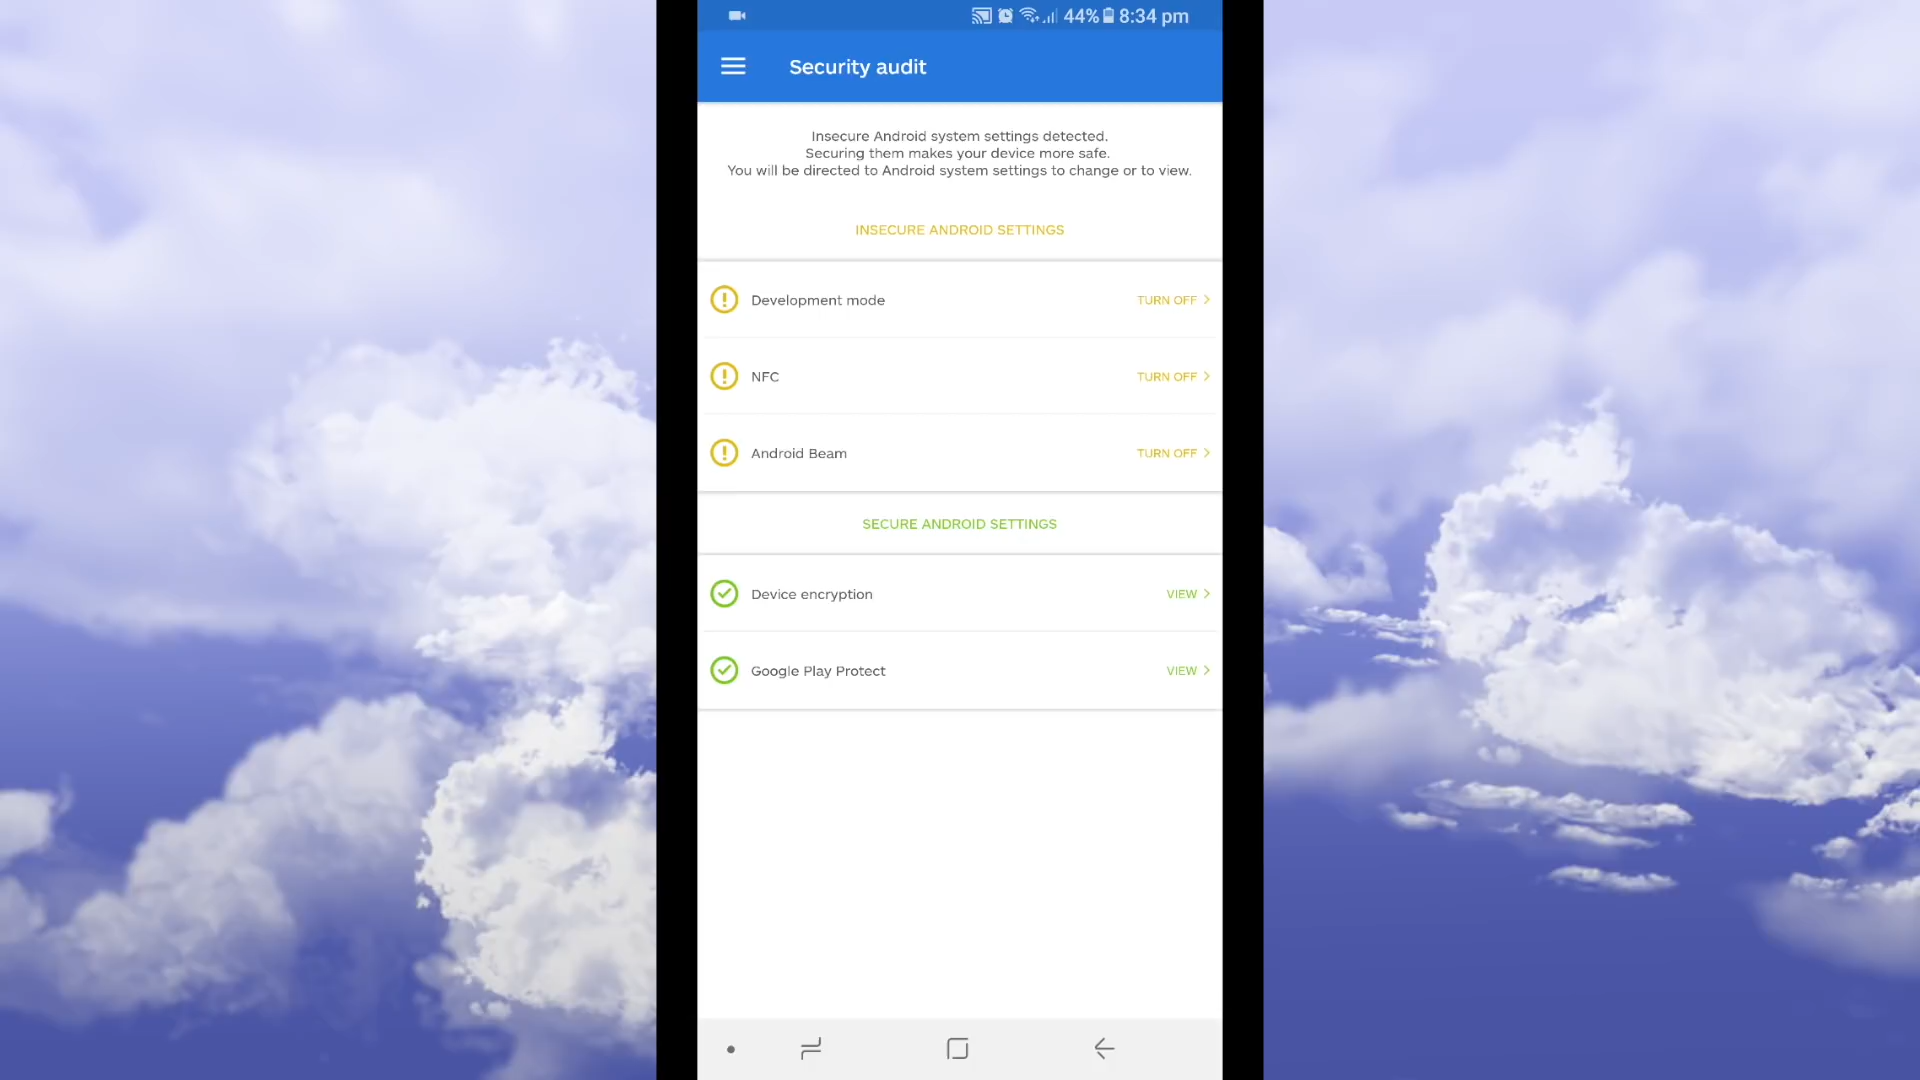 44% 8:34 pm
Security audit
Insecure Android system settings detected.
Securing them makes your device more safe.
You will be directed to Android system settings to change or to view.
INSECURE ANDROID SETTINGS
Development mode TURN OFF
NFC TURN OFF
Android Beam TURN OFF
SECURE ANDROID SETTINGS
Device encryption VIEW
Google Play Protect VIEW